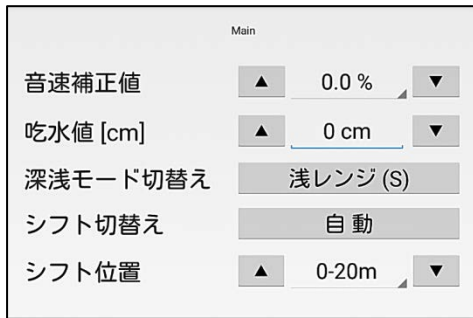 Main
音速補正値 ▲ 0.0 % ▼
吃水値 [cm] ▲ 0 cm ▼
深浅モード切替え 浅レンジ (S)
シフト切替え 自動
シフト位置 ▲ 0-20m ▼